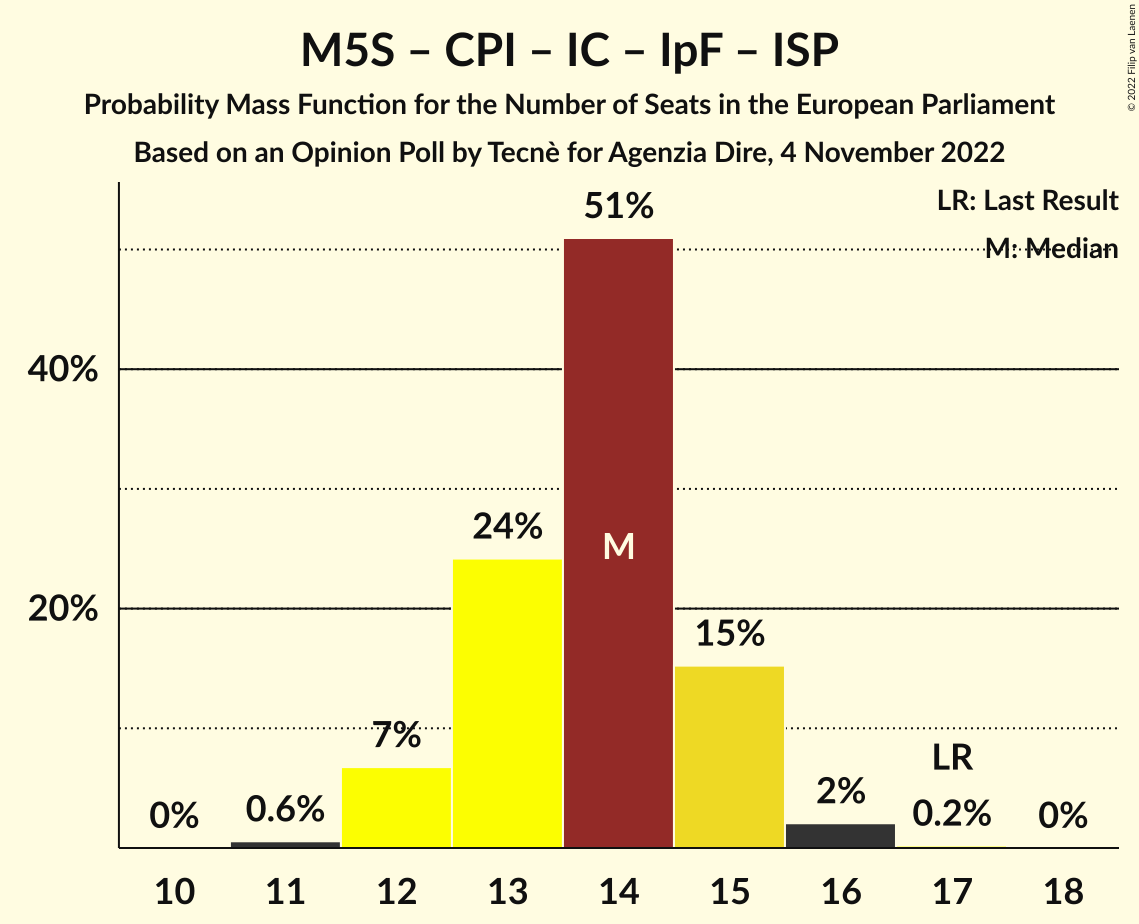 M5S – CPI – IC – IpF – ISP
Probability Mass Function for the Number of Seats in the European Parliament
Based on an Opinion Poll by Tecnè for Agenzia Dire, 4 November 2022
© 2022 Filip van Laenen
LR: Last Result
M: Median
51%
40%
24%
M
20%
15%
7%
LR
0%
0.6%
2%
0.2%
0%
10 11 12 13 14 15 16 17 18